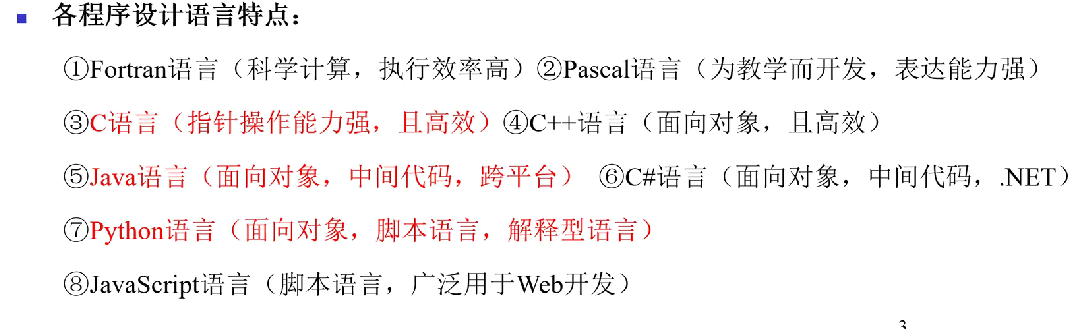 ■ 各程序设计语言特点：
①Fortran语言（科学计算，执行效率高）②Pascal语言（为教学而开发，表达能力强）
③C语言（指针操作能力强，且高效）④C++语言（面向对象，且高效）
⑤Java语言（面向对象，中间代码，跨平台） ⑥C#语言（面向对象，中间代码，.NET）
⑦Python语言（面向对象，脚本语言，解释型语言）
⑧JavaScript语言（脚本语言，广泛用于Web开发）
3